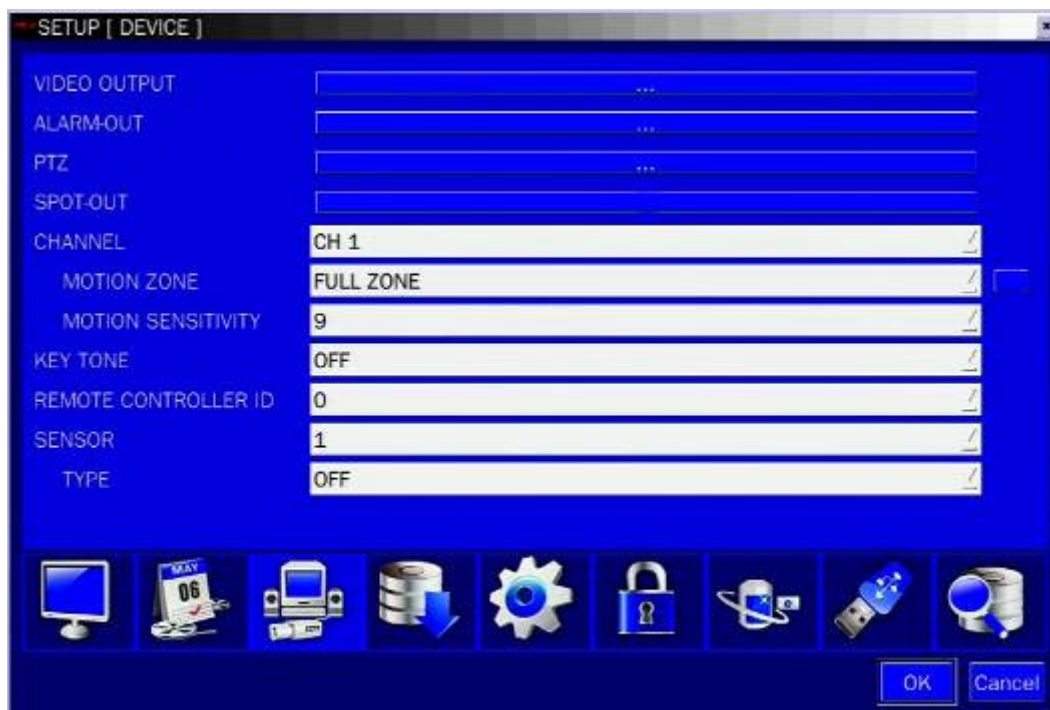 SETUP [ DEVICE ]
VIDEO OUTPUT ...
ALARM-OUT ...
PTZ ...
SPOT-OUT
CHANNEL CH 1
MOTION ZONE FULL ZONE
MOTION SENSITIVITY 9
KEY TONE OFF
REMOTE CONTROLLER ID 0
SENSOR 1
TYPE OFF
MAY
06
OK Cancel